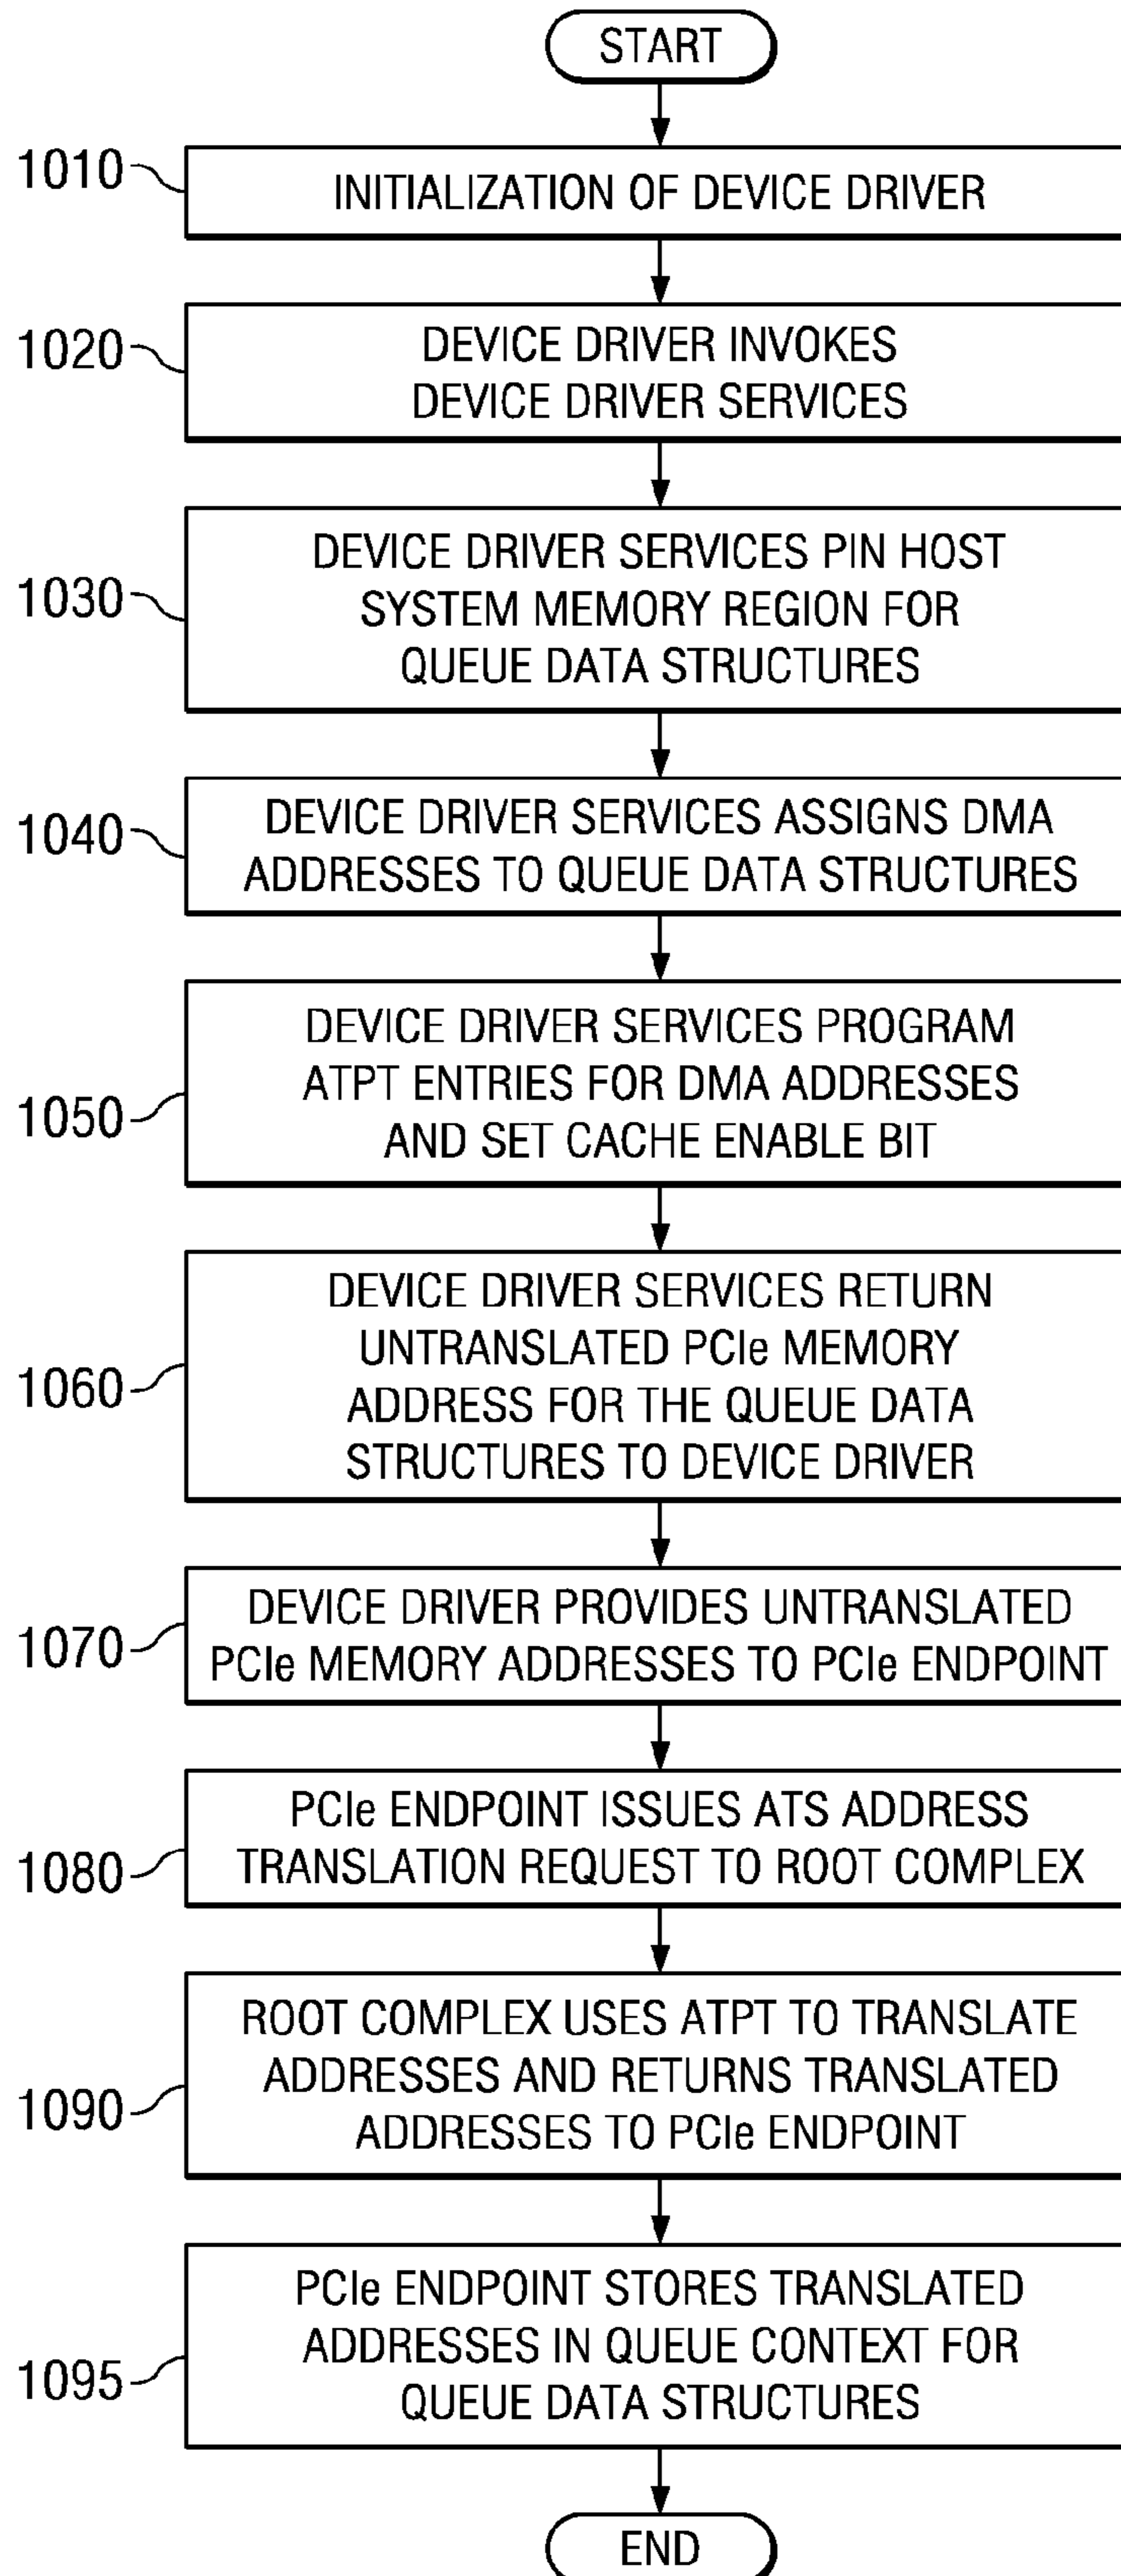 START
1010
INITIALIZATION OF DEVICE DRIVER
1020
DEVICE DRIVER INVOKES
DEVICE DRIVER SERVICES
1030
DEVICE DRIVER SERVICES PIN HOST
SYSTEM MEMORY REGION FOR
QUEUE DATA STRUCTURES
1040
DEVICE DRIVER SERVICES ASSIGNS DMA
ADDRESSES TO QUEUE DATA STRUCTURES
1050
DEVICE DRIVER SERVICES PROGRAM
ATPT ENTRIES FOR DMA ADDRESSES
AND SET CACHE ENABLE BIT
1060
DEVICE DRIVER SERVICES RETURN
UNTRANSLATED PCIe MEMORY
ADDRESS FOR THE QUEUE DATA
STRUCTURES TO DEVICE DRIVER
1070
DEVICE DRIVER PROVIDES UNTRANSLATED
PCIe MEMORY ADDRESSES TO PCIe ENDPOINT
1080
PCIe ENDPOINT ISSUES ATS ADDRESS
TRANSLATION REQUEST TO ROOT COMPLEX
1090
ROOT COMPLEX USES ATPT TO TRANSLATE
ADDRESSES AND RETURNS TRANSLATED
ADDRESSES TO PCIe ENDPOINT
1095
PCIe ENDPOINT STORES TRANSLATED
ADDRESSES IN QUEUE CONTEXT FOR
QUEUE DATA STRUCTURES
END